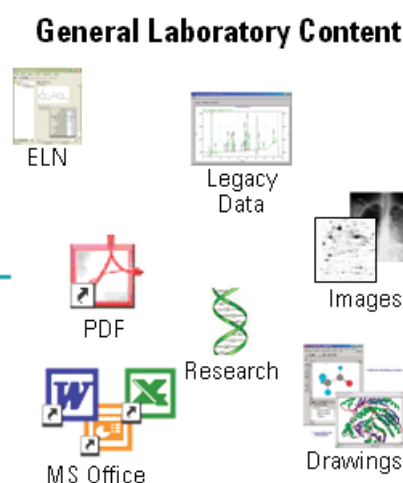 General Laboratory Content
ELN
Legacy
Data
Images
PDF
Research
W
X
MS Office
Drawings